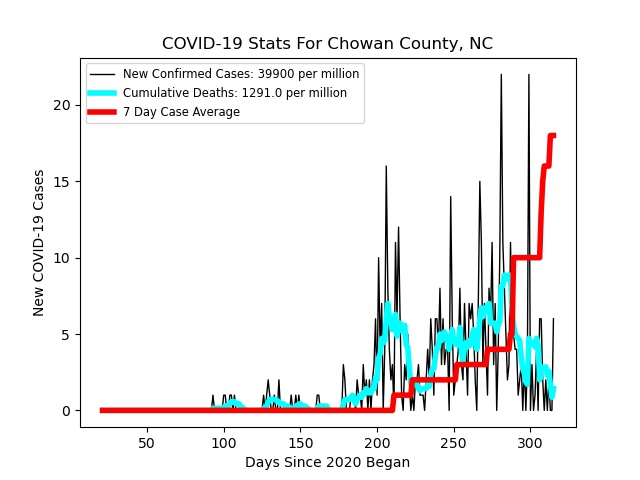 COVID-19 Stats For Chowan County, NC
New Confirmed Cases: 39900 per million
Cumulative Deaths: 1291.0 per million
7 Day Case Average
20
15
10
5
0
New COVID-19 Cases
50 100 150 200 250 300
Days Since 2020 Began